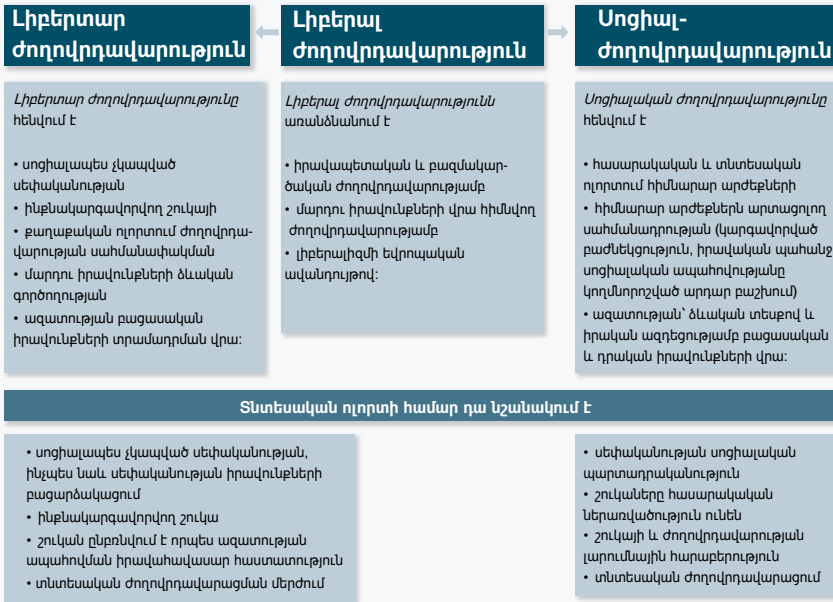 Լիբերտար
ժողովրդավարություն
Լիբերալ
ժողովրդավարություն
Սոցիալ-
ժողովրդավարություն
Լիբերտար ժողովրդավարությունը
հենվում է
• սոցիալապես չկապված
սեփականության
• ինքնակարգավորվող շուկայի
• քաղաքական ոլորտում ժողովրդա-
վարության սահմանափակման
• մարդու իրավունքների ձևական
գործողության
• ազատության բացասական
իրավունքների տրամադրման վրա:
Լիբերալ ժողովրդավարությունն
առանձնանում է
• իրավապետական և բազմակար-
ծական ժողովրդավարությամբ
• մարդու իրավունքների վրա հիմնվող
ժողովրդավարությամբ
• լիբերալիզմի եվրոպական
ավանդույթով:
Սոցիալական ժողովրդավարությունը
հենվում է
• հասարակական և տնտեսական
ոլորտում հիմնարար արժեքների
• հիմնարար արժեքներն արտացոլող
սահմանադրության (կարգավորված
բաժնեկցություն, իրավական պահանջ
սոցիալական ապահովությանը
կողմնորոշված արդար բաշխում)
• ազատության՝ ձևական տեսքով և
իրական ազդեցությամբ բացասական
և դրական իրավունքների վրա:
Տնտեսական ոլորտի համար դա նշանակում է
• սոցիալապես չկապված սեփականության,
ինչպես նաև սեփականության իրավունքների
բացարձակացում
• ինքնակարգավորվող շուկա
• շուկան ընբռնվում է որպես ազատության
ապահովման իրավահավասար հաստատություն
• տնտեսական ժողովրդավարացման մերժում
• սեփականության սոցիալական
պարտադրականություն
• շուկաները հասարակական
ներառվածություն ունեն
• շուկայի և ժողովրդավարության
լարումնային հարաբերություն
• տնտեսական ժողովրդավարացում